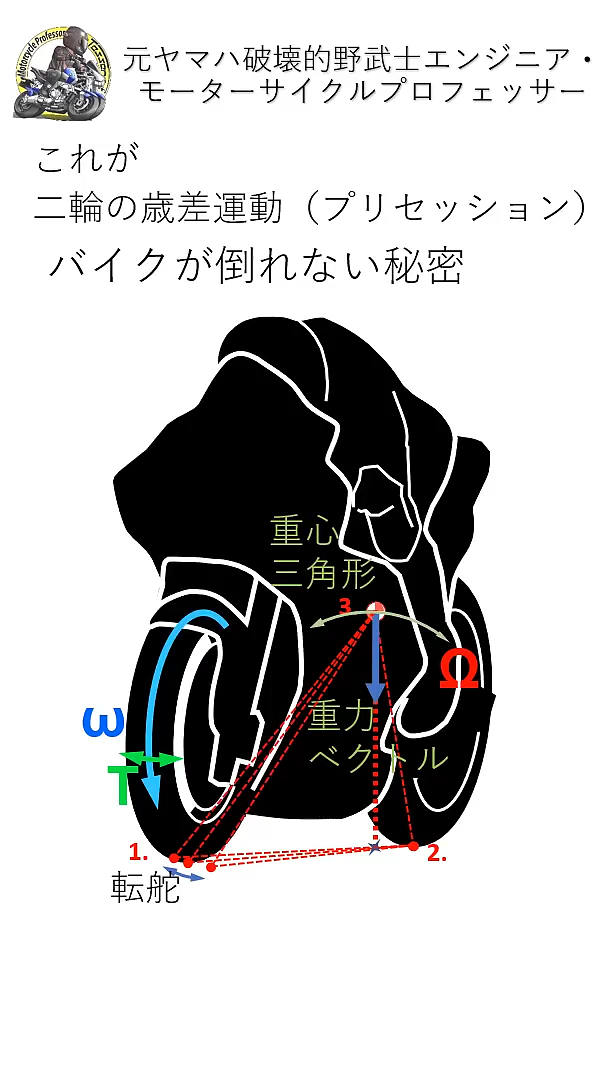 Motorcycle Professor
元ヤマハ破壊的野武士エンジニア・
モーターサイクルプロフェッサー
これが
二輪の歳差運動（プリセッション）
バイクが倒れない秘密
重心
三角形
3.
Ω
ω
重力
ベクトル
T
1.
2.
転舵